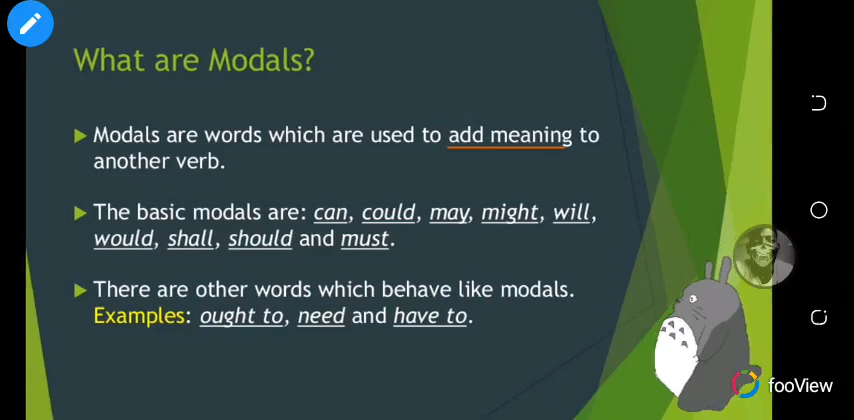 What are Modals?
Modals are words which are used to add meaning to
another verb.
The basic modals are: can, could, may, might, will,
would, shall, should and must.
There are other words which behave like modals.
Examples: ought to, need and have to.
fooView